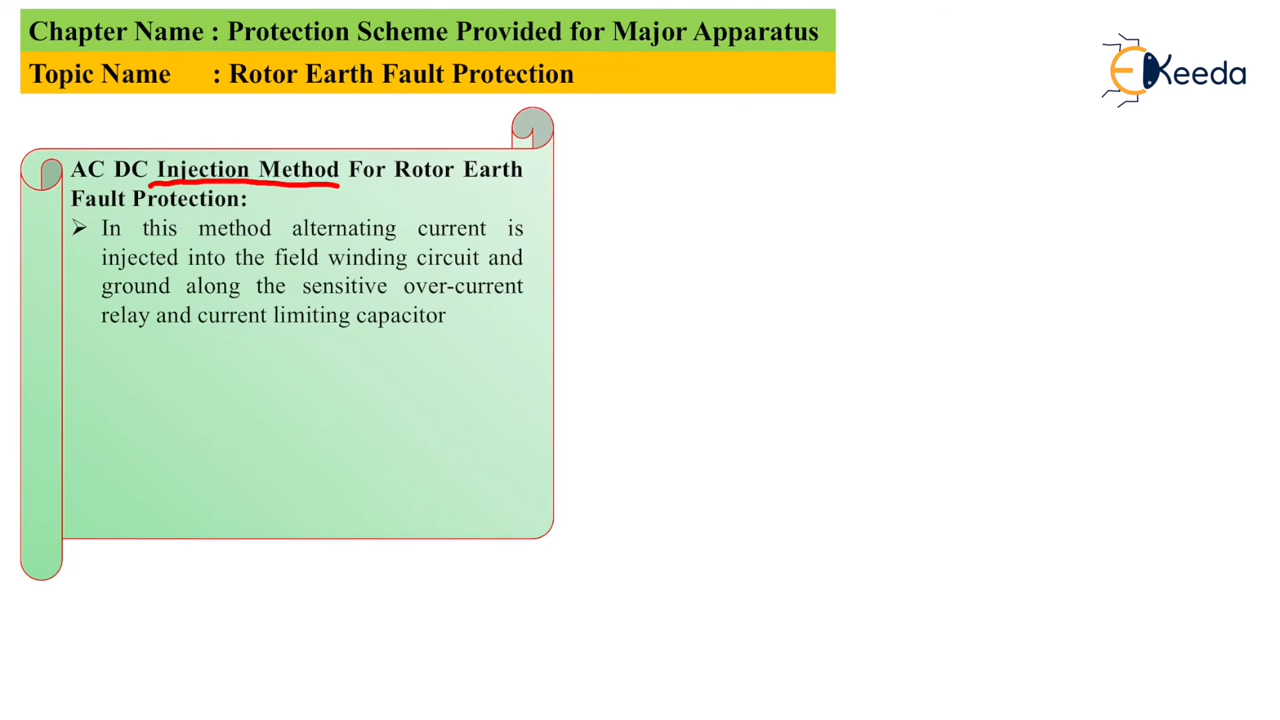 Chapter Name : Protection Scheme Provided for Major Apparatus
Topic Name : Rotor Earth Fault Protection
Keeda
AC DC Injection Method For Rotor Earth
Fault Protection:
➢ In this method alternating current is
injected into the field winding circuit and
ground along the sensitive over-current
relay and current limiting capacitor